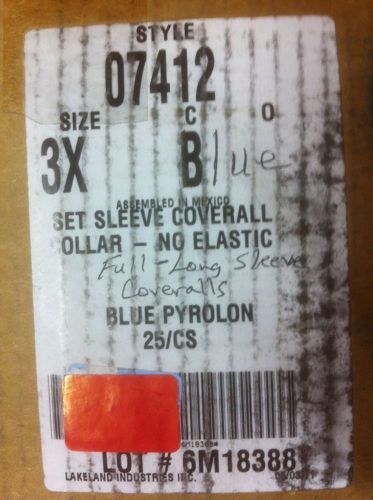 STYLE
07412
SIZE C O
3X Blue
ASSEMBLED IN MEXICO
SET SLEEVE COVERALL
OLLAR - NO ELASTIC
Full-Long Sleeve
Coveralls
BLUE PYROLON
25/CS
LOT # 6M18388
LAKELAND INDUSTRIES INC.